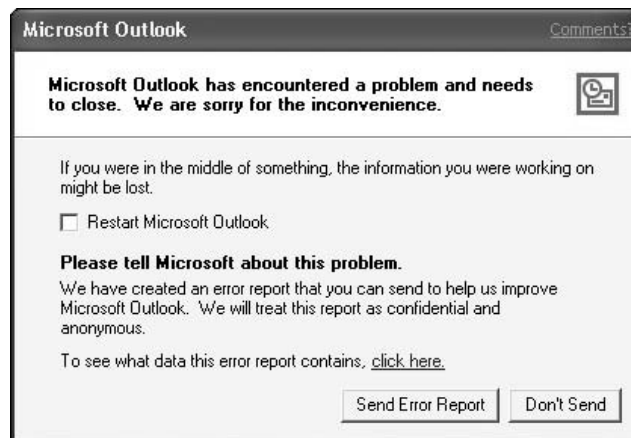 Microsoft Outlook
Comments?
Microsoft Outlook has encountered a problem and needs
to close.  We are sorry for the inconvenience.
If you were in the middle of something, the information you were working on
might be lost.
Restart Microsoft Outlook
Please tell Microsoft about this problem.
We have created an error report that you can send to help us improve
Microsoft Outlook.  We will treat this report as confidential and
anonymous.
To see what data this error report contains, click here.
Send Error Report
Don't Send